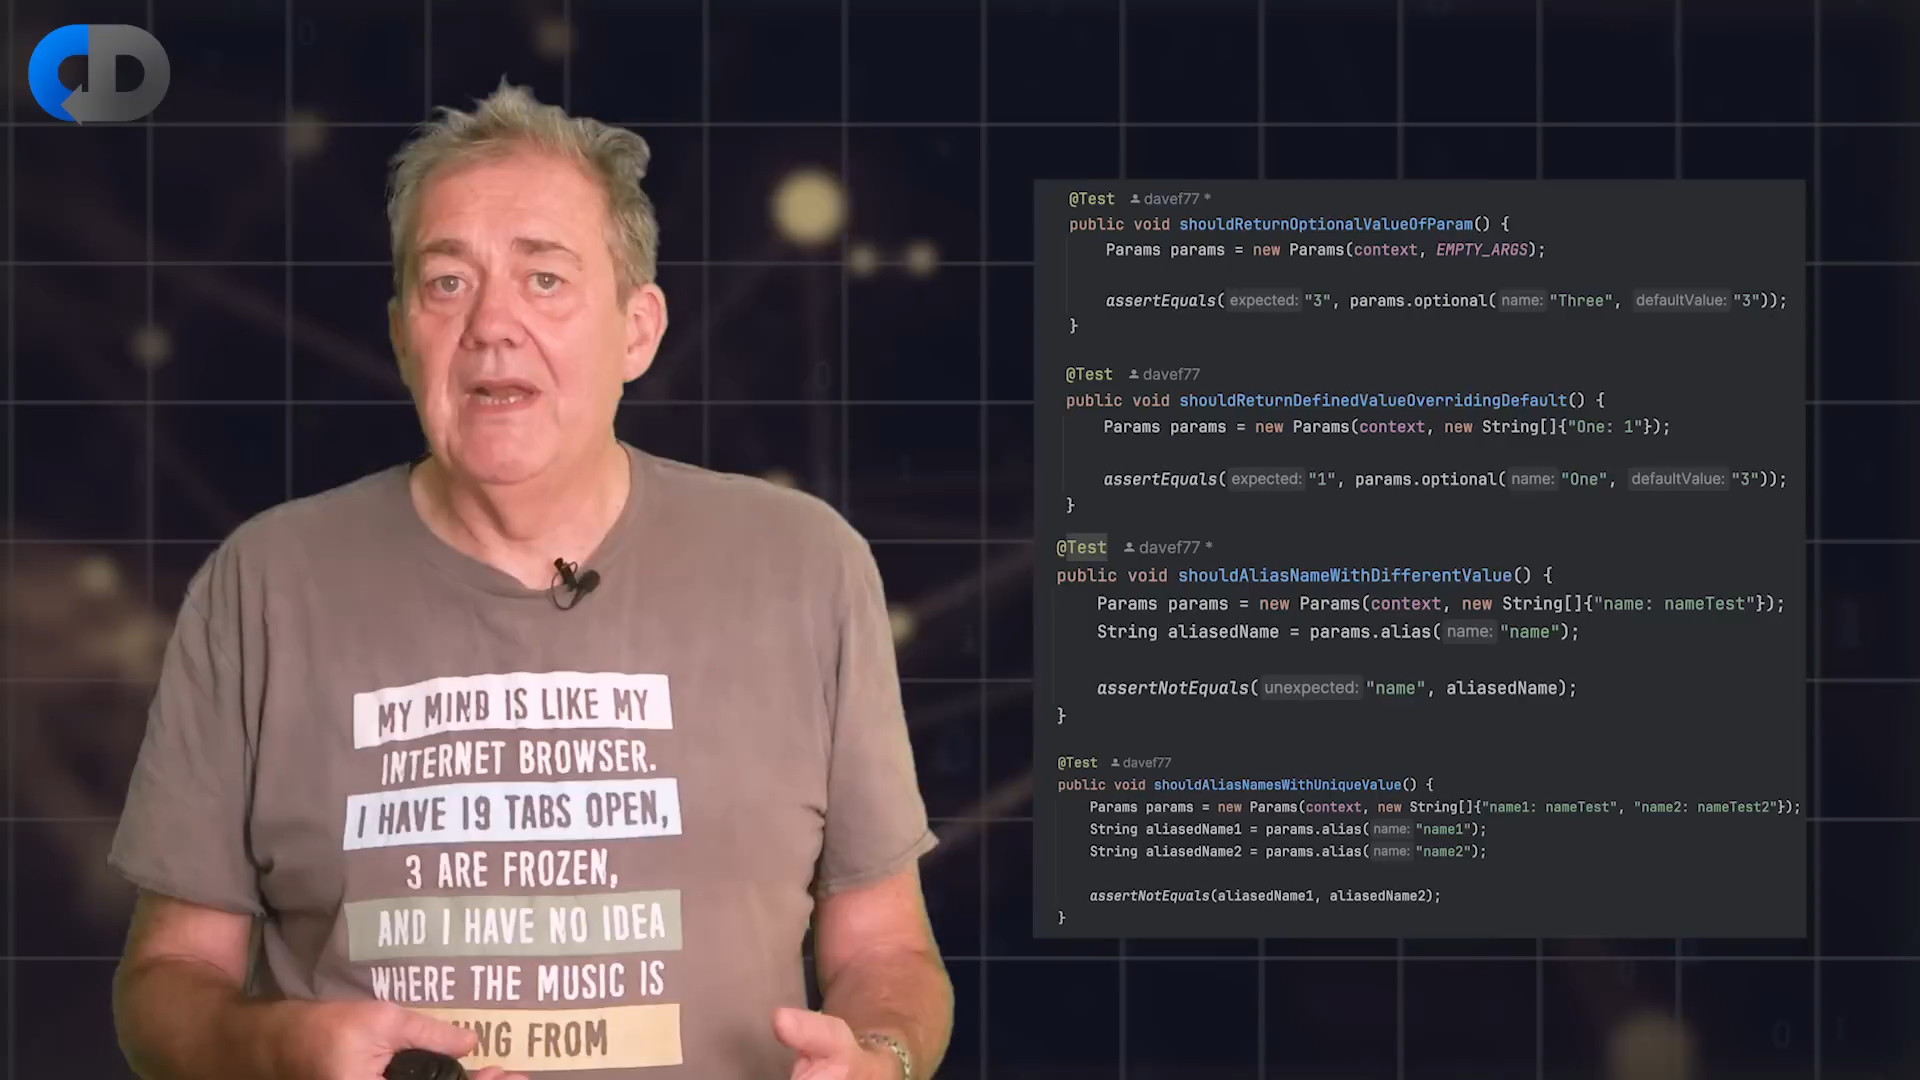 CD
MY MIND IS LIKE MY
INTERNET BROWSER.
I HAVE 19 TABS OPEN,
3 ARE FROZEN,
AND I HAVE NO IDEA
WHERE THE MUSIC IS
FROM
@Test davef77 *
public void shouldReturnOptionalValueOfParam() {
Params params = new Params(context, EMPTY_ARGS);
assertEquals( expected: "3", params.optional( name: "Three", defaultValue: "3"));
}
@Test davef77
public void shouldReturnDefinedValueOverridingDefault() {
Params params = new Params(context, new String[]{"One: 1"});
assertEquals( expected: "1", params.optional( name: "One", defaultValue: "3"));
}
@Test davef77 *
public void shouldAliasNameWithDifferentValue() {
Params params = new Params(context, new String[]{"name: nameTest"});
String aliasedName = params.alias( name: "name");
assertNotEquals( unexpected: "name", aliasedName);
}
@Test davef77
public void shouldAliasNamesWithUniqueValue() {
Params params = new Params(context, new String[]{"name1: nameTest", "name2: nameTest2"});
String aliasedName1 = params.alias( name: "name1");
String aliasedName2 = params.alias( name: "name2");
assertNotEquals(aliasedName1, aliasedName2);
}